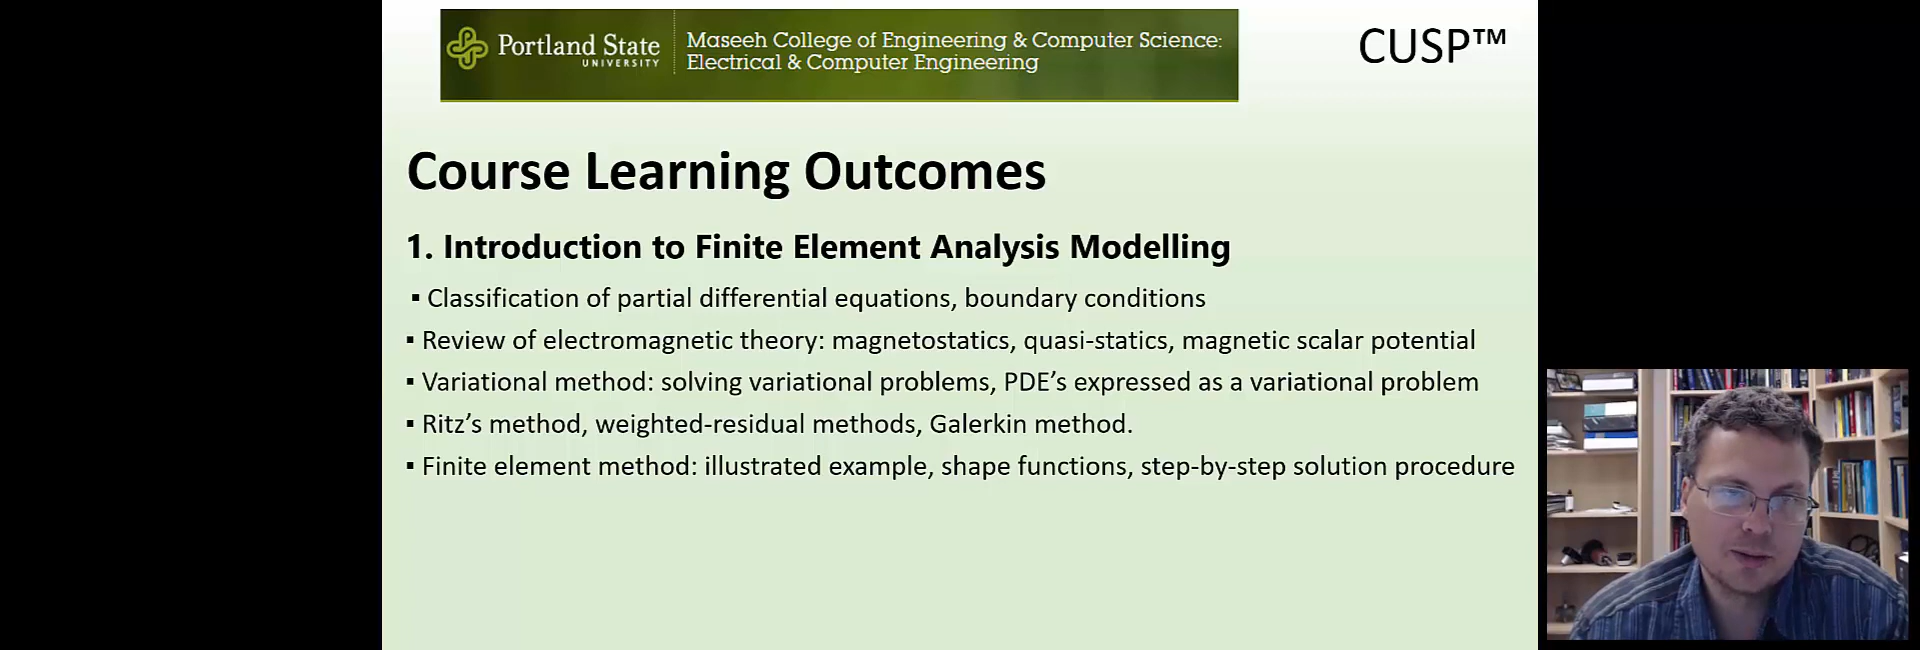 Portland State
UNIVERSITY
Maseeh College of Engineering & Computer Science:
Electrical & Computer Engineering
CUSP™
Course Learning Outcomes
1. Introduction to Finite Element Analysis Modelling
▪ Classification of partial differential equations, boundary conditions
▪ Review of electromagnetic theory: magnetostatics, quasi-statics, magnetic scalar potential
▪ Variational method: solving variational problems, PDE’s expressed as a variational problem
▪ Ritz’s method, weighted-residual methods, Galerkin method.
▪ Finite element method: illustrated example, shape functions, step-by-step solution procedure